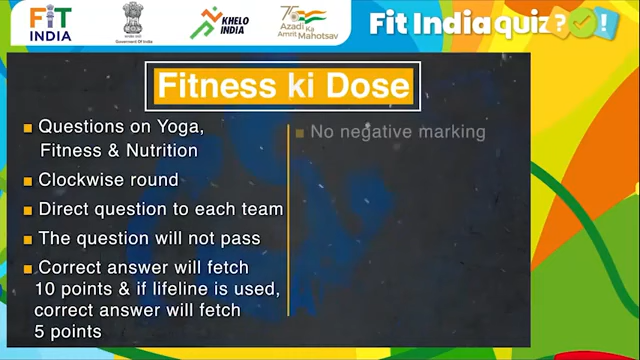 FiT
INDIA
Government Of India
KHELO
INDIA
75
Azadi
Ka
Amrit Mahotsav
Fit India quiz?!
Fitness ki Dose
Questions on Yoga,
Fitness & Nutrition
Clockwise round
Direct question to each team
The question will not pass
Correct answer will fetch
10 points & if lifeline is used,
correct answer will fetch
5 points
No negative marking